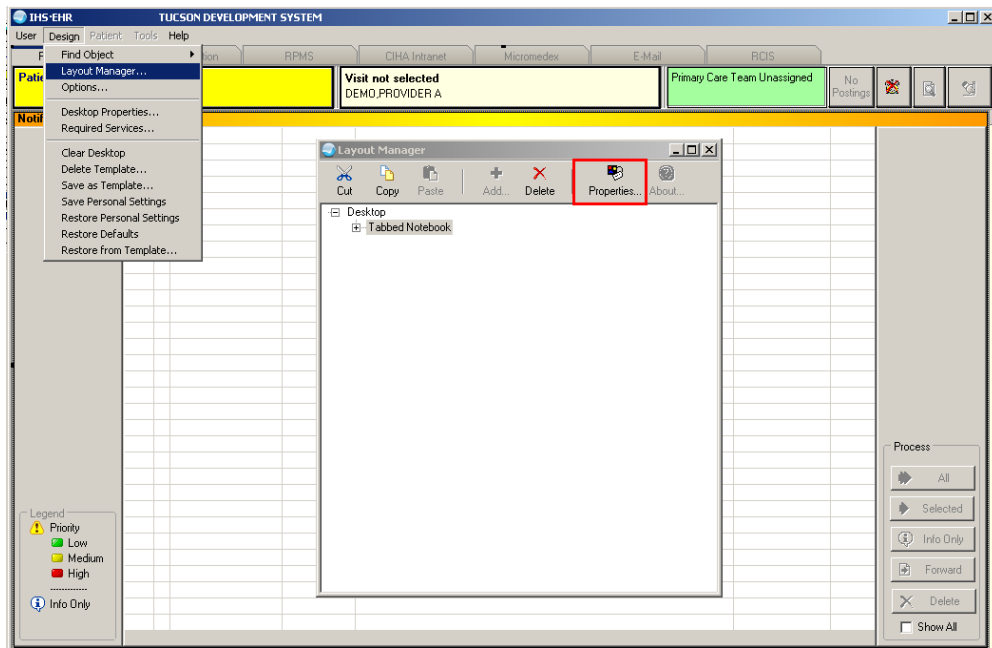 IHS-EHR TUCSON DEVELOPMENT SYSTEM
User Design Patient Tools Help
RPMS CIHA Intranet Micromedex E-Mail RCIS
Find Object
Layout Manager...
Options...
Desktop Properties...
Required Services...
Clear Desktop
Delete Template...
Save as Template...
Save Personal Settings
Restore Personal Settings
Restore Defaults
Restore from Template...
Visit not selected
DEMO,PROVIDER A
Primary Care Team Unassigned
No
Postings
Layout Manager
Cut Copy Paste Add... Delete Properties... About...
Desktop
Tabbed Notebook
Legend
Priority
Low
Medium
High
Info Only
Process
All
Selected
Info Only
Forward
Delete
Show All